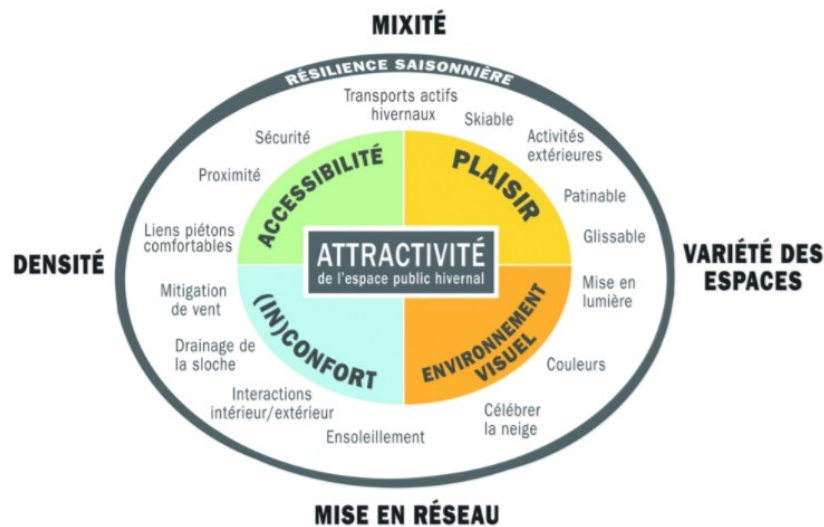 MIXITÉ
RÉSILIENCE SAISONNIÈRE
Transports actifs
hivernaux
Skiable
Activités
extérieures
Sécurité
Proximité
Patinable
Glissable
Liens piétons
comfortables
ACCESSIBILITÉ
PLAISIR
ATTRACTIVITÉ
de l'espace public hivernal
DENSITÉ
VARIÉTÉ DES
ESPACES
Mitigation
de vent
Mise en
lumière
(IN)CONFORT
ENVIRONNEMENT
VISUEL
Drainage de
la sloche
Couleurs
Interactions
intérieur/extérieur
Ensoleillement
Célébrer
la neige
MISE EN RÉSEAU